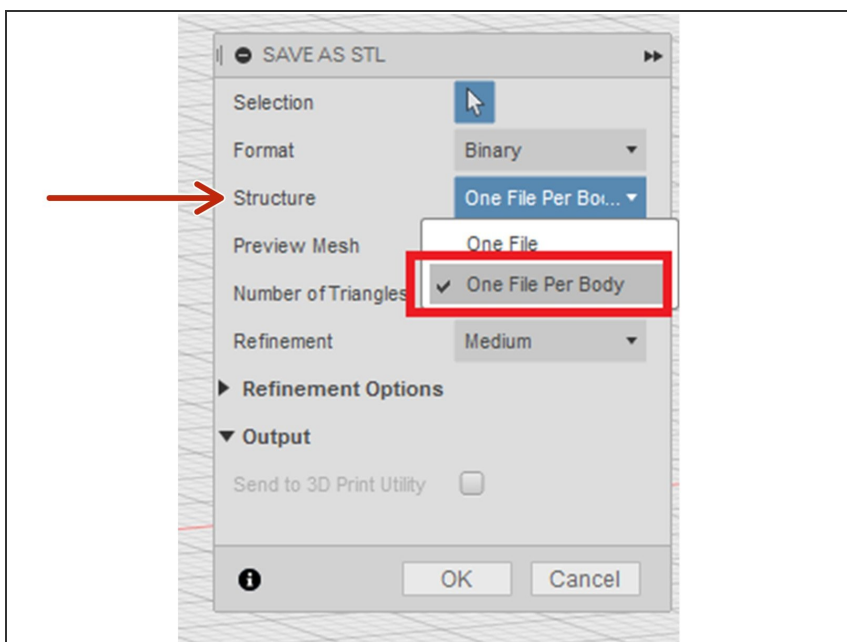 SAVE AS STL
Selection
Format Binary
Structure One File Per Bo...
Preview Mesh One File
Number of Triangles One File Per Body
Refinement Medium
Refinement Options
Output
Send to 3D Print Utility
OK Cancel